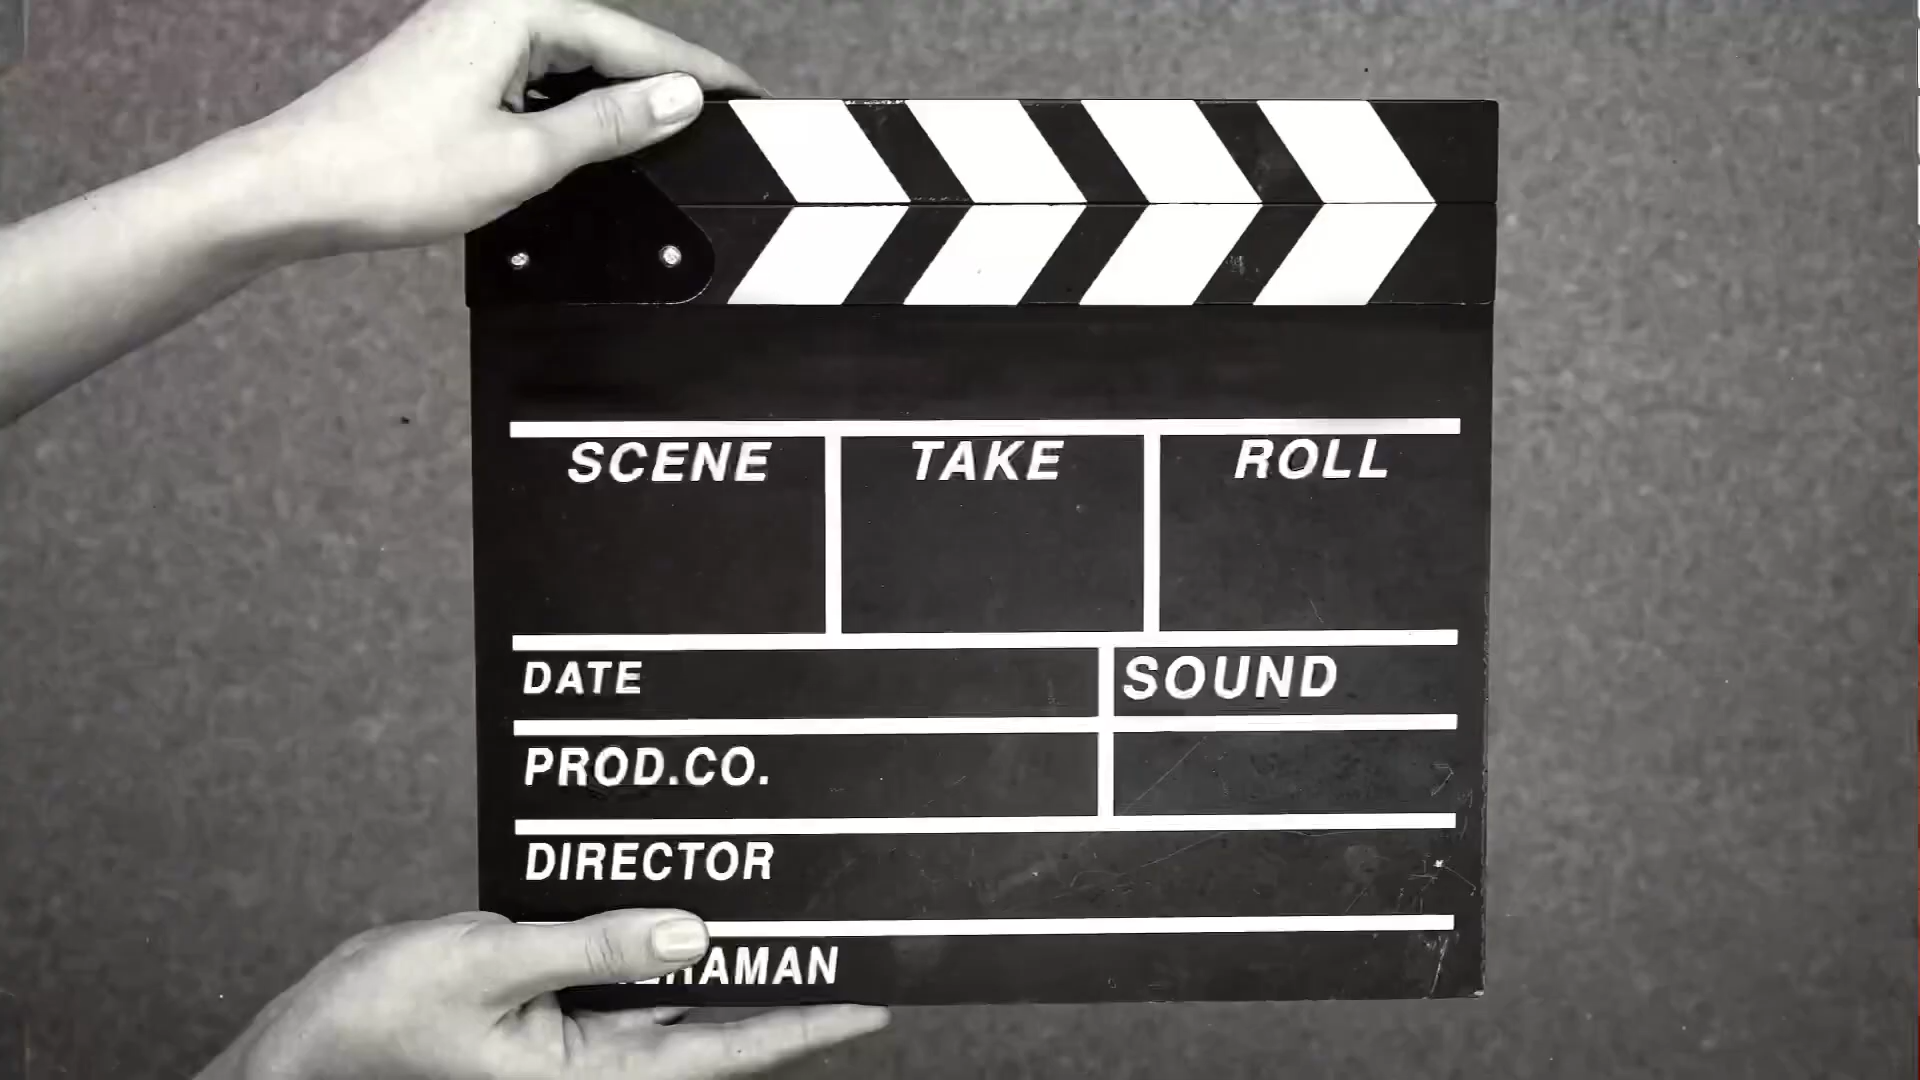 SCENE TAKE ROLL
DATE SOUND
PROD.CO.
DIRECTOR